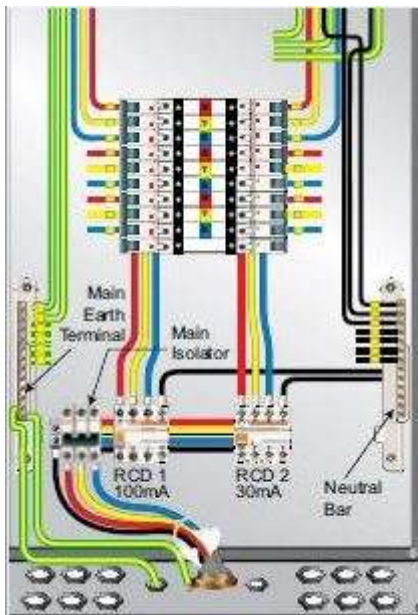 Main
Earth
Terminal
Main
Isolator
RCD 1
100mA
RCD 2
30mA
Neutral
Bar